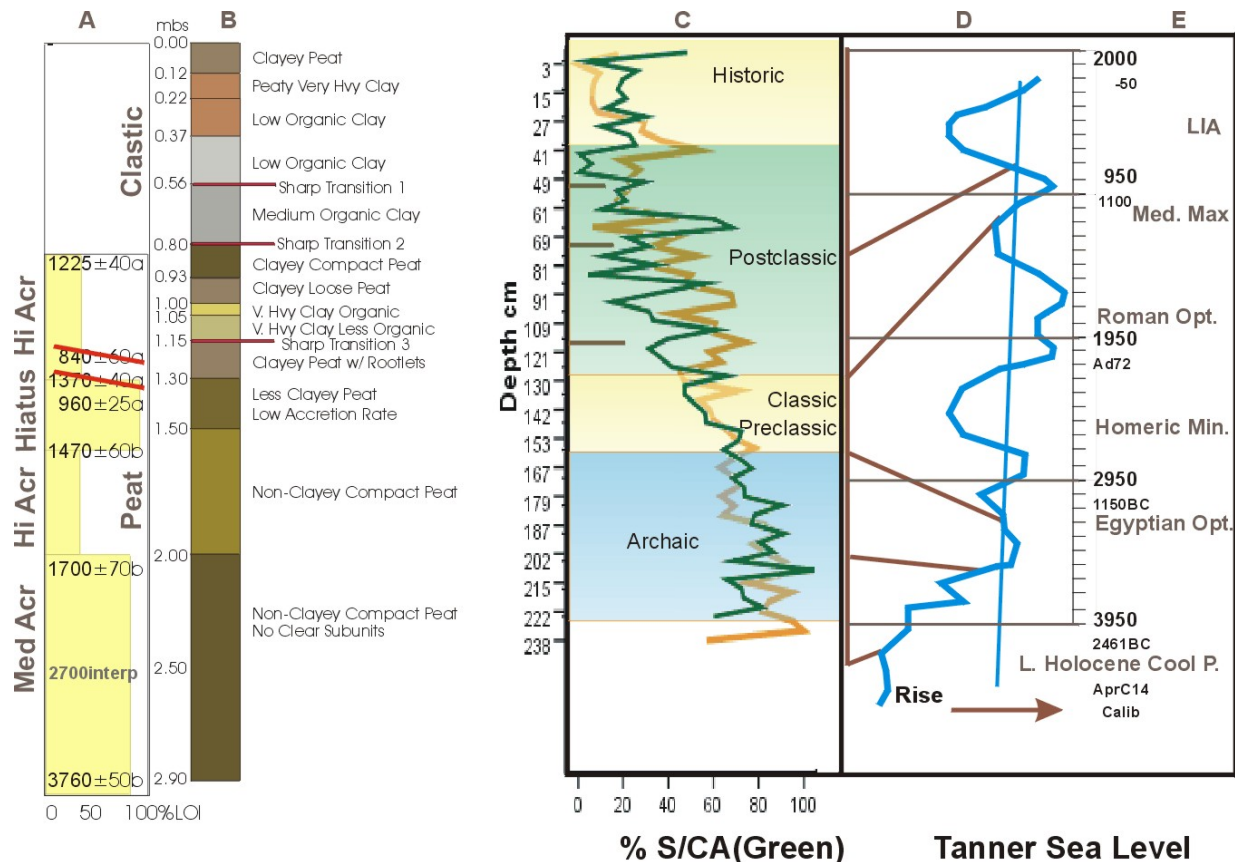 A
B
C
D
E
mbs
0.00
0.12
0.22
0.37
0.56
0.80
0.93
1.00
1.05
1.15
1.30
1.50
2.00
2.50
2.90
Clayey Peat
Peaty Very Hvy Clay
Low Organic Clay
Low Organic Clay
Sharp Transition 1
Medium Organic Clay
Sharp Transition 2
Clayey Compact Peat
Clayey Loose Peat
V. Hvy Clay Organic
V. Hvy Clay Less Organic
Sharp Transition 3
Clayey Peat w/ Rootlets
Less Clayey Peat
Low Accretion Rate
Non-Clayey Compact Peat
Non-Clayey Compact Peat
No Clear Subunits
Clastic
Peat
Hi Acr
Hiatus
Hi Acr
Med Acr
1225±40a
840±60a
1370±40a
960±25a
1470±60b
1700±70b
2700interp
3760±50b
0 50 100%LOI
Depth cm
3
15
27
41
49
61
69
81
91
109
121
130
142
153
167
179
187
202
215
222
238
Historic
Postclassic
Classic
Preclassic
Archaic
0 20 40 60 80 100
% S/CA(Green)
2000
-50
LIA
950
1100
Med. Max
Roman Opt.
1950
Ad72
Homeric Min.
2950
1150BC
Egyptian Opt.
3950
2461BC
L. Holocene Cool P.
AprC14
Calib
Rise
Tanner Sea Level